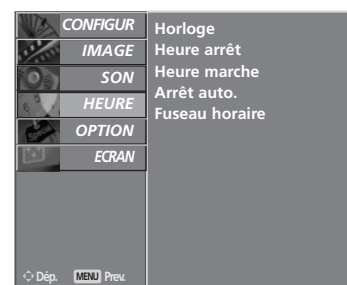 CONFIGUR
IMAGE
SON
HEURE
OPTION
ECRAN
Horloge
Heure arrêt
Heure marche
Arrêt auto.
Fuseau horaire
Dép. MENU Prev.